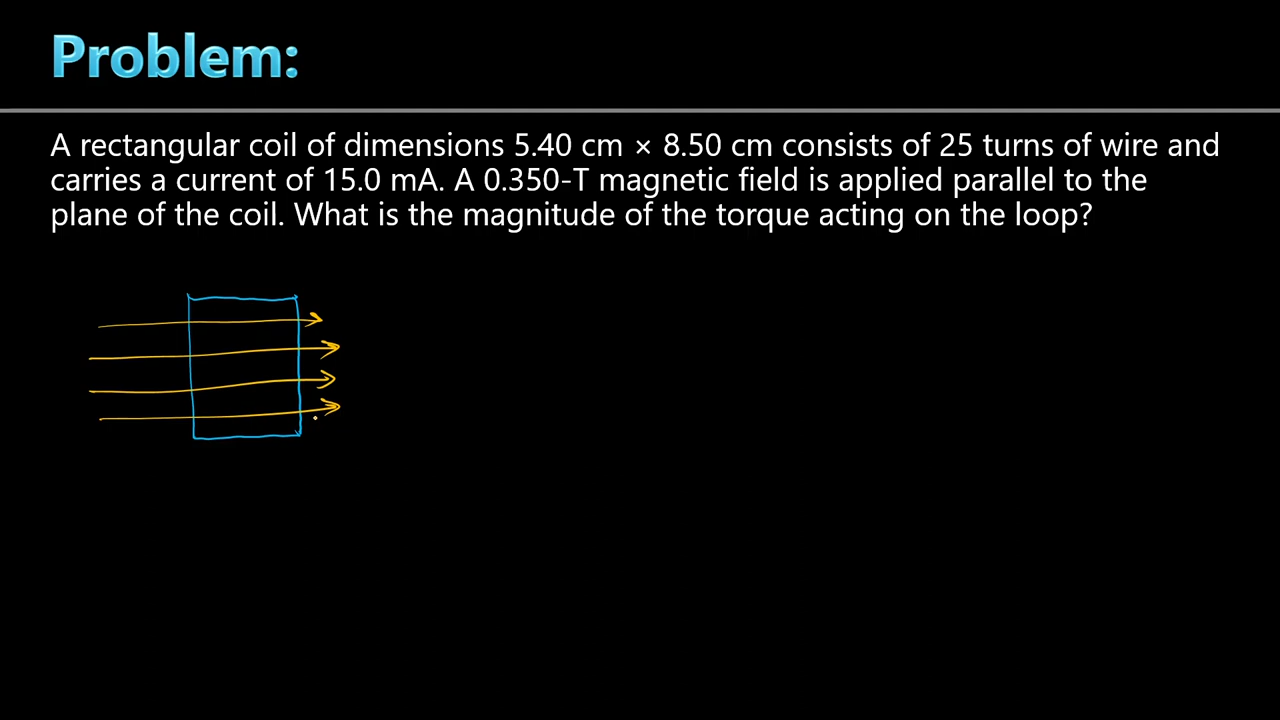 Problem:
A rectangular coil of dimensions 5.40 cm × 8.50 cm consists of 25 turns of wire and
carries a current of 15.0 mA. A 0.350-T magnetic field is applied parallel to the
plane of the coil. What is the magnitude of the torque acting on the loop?